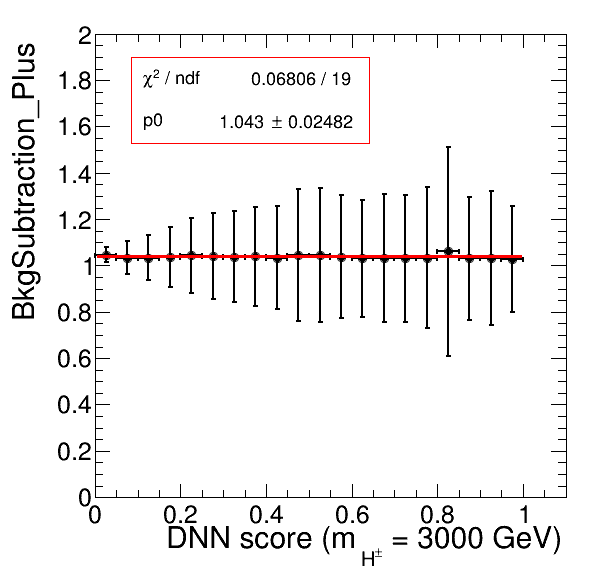 BkgSubtraction_Plus
2
1.8
1.6
1.4
1.2
1
0.8
0.6
0.4
0.2
0
χ² / ndf 0.06806 / 19
p0 1.043 ± 0.02482
0 0.2 0.4 0.6 0.8 1
DNN score (m_H± = 3000 GeV)